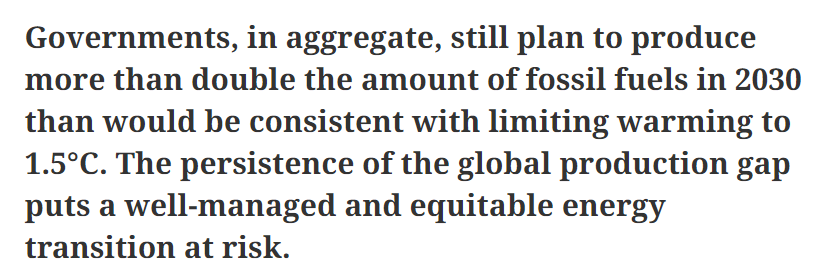 Governments, in aggregate, still plan to produce
more than double the amount of fossil fuels in 2030
than would be consistent with limiting warming to
1.5°C. The persistence of the global production gap
puts a well-managed and equitable energy
transition at risk.